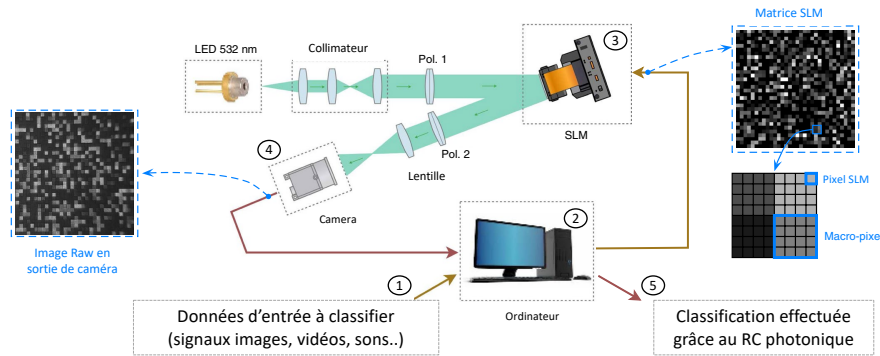 Matrice SLM
LED 532 nm
Collimateur
Pol. 1
3
SLM
4
Pol. 2
Lentille
Camera
Pixel SLM
Macro-pixe
Image Raw en
sortie de caméra
2
1
5
Ordinateur
Données d'entrée à classifier
(signaux images, vidéos, sons..)
Classification effectuée
grâce au RC photonique